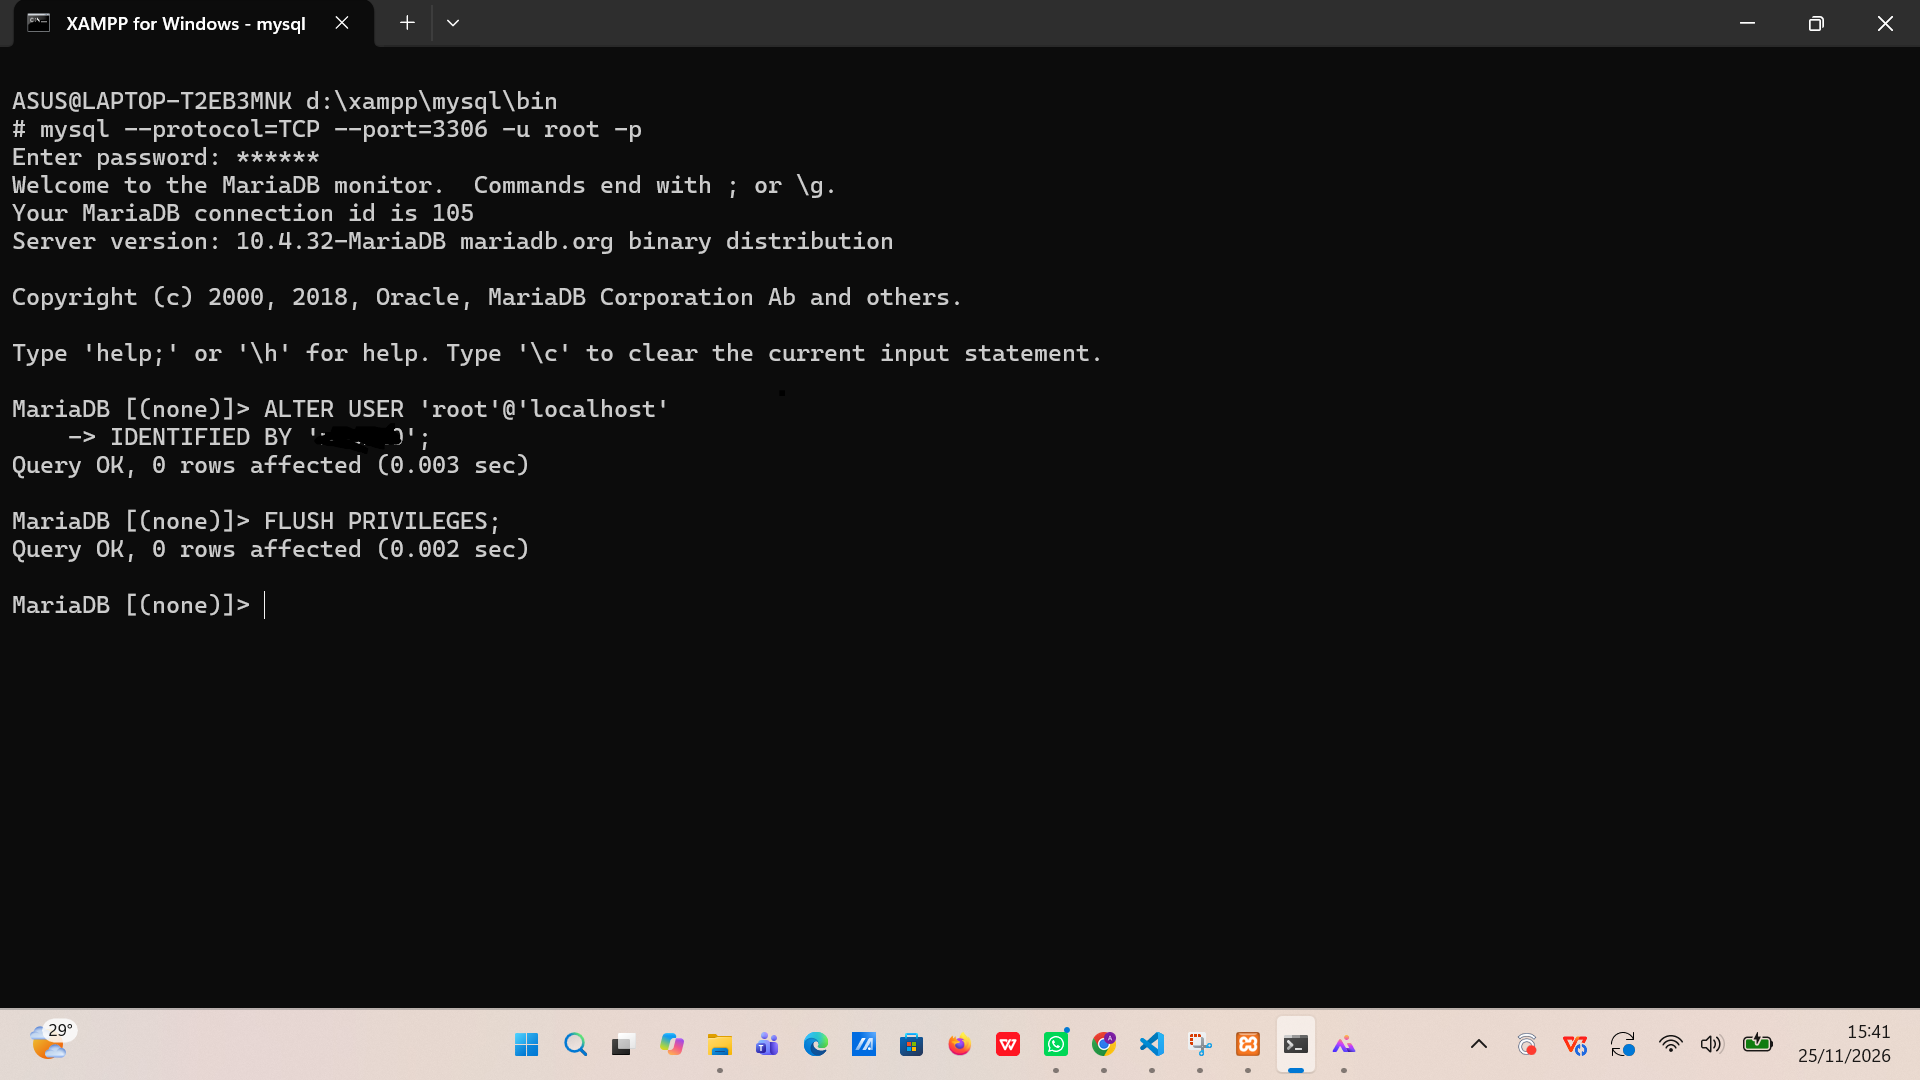 XAMPP for Windows - mysql
ASUS@LAPTOP-T2EB3MNK d:\xampp\mysql\bin
# mysql --protocol=TCP --port=3306 -u root -p
Enter password: ******
Welcome to the MariaDB monitor.  Commands end with ; or \g.
Your MariaDB connection id is 105
Server version: 10.4.32-MariaDB mariadb.org binary distribution
Copyright (c) 2000, 2018, Oracle, MariaDB Corporation Ab and others.
Type 'help;' or '\h' for help. Type '\c' to clear the current input statement.
MariaDB [(none)]> ALTER USER 'root'@'localhost'
    -> IDENTIFIED BY '';
Query OK, 0 rows affected (0.003 sec)
MariaDB [(none)]> FLUSH PRIVILEGES;
Query OK, 0 rows affected (0.002 sec)
MariaDB [(none)]>
29°
15:41
25/11/2026